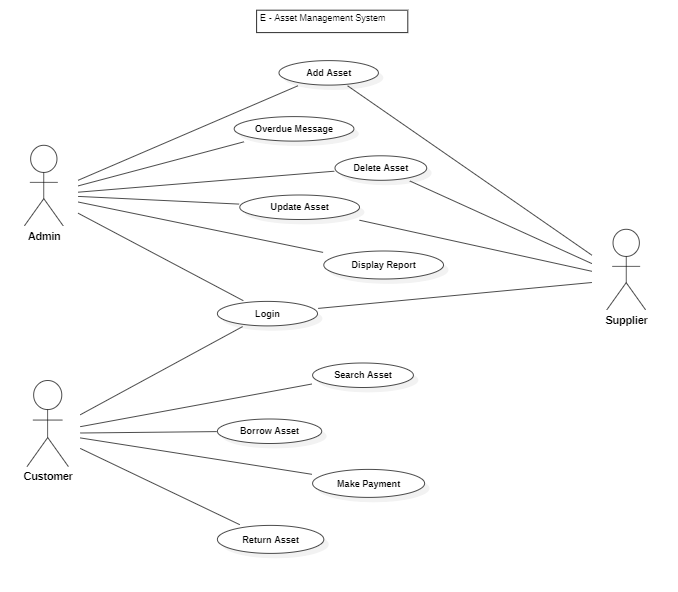 E - Asset Management System
Add Asset
Overdue Message
Delete Asset
Update Asset
Admin
Display Report
Login
Supplier
Search Asset
Borrow Asset
Customer
Make Payment
Return Asset